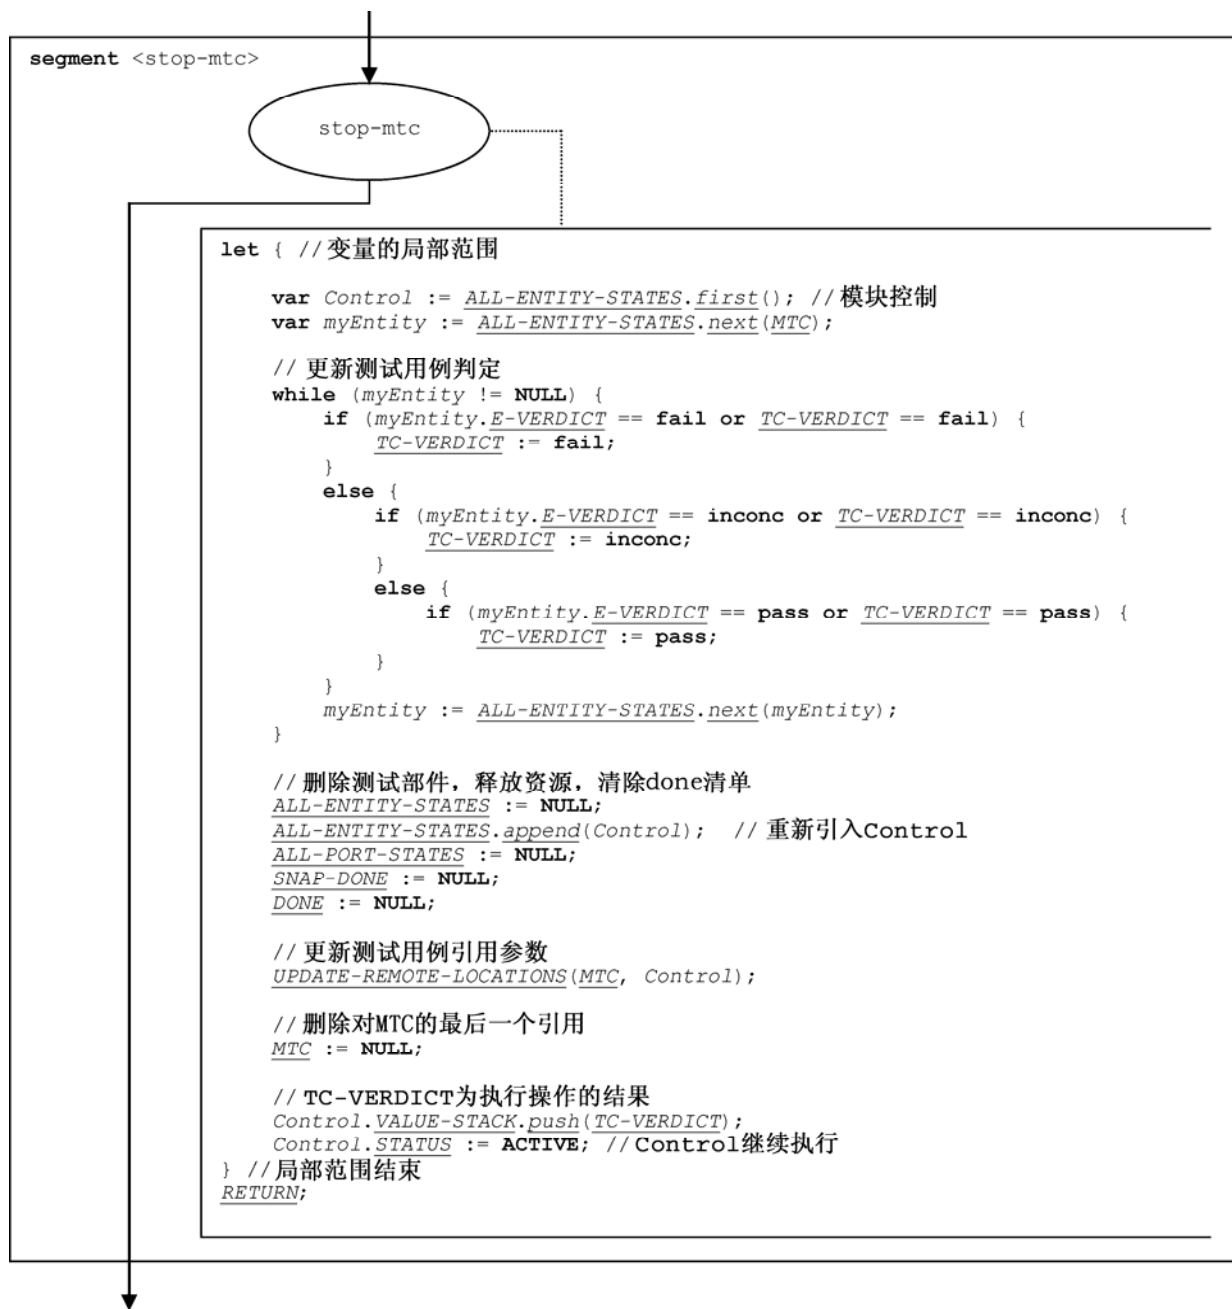 segment <stop-mtc>
stop-mtc
let { // 变量的局部范围
var Control := ALL-ENTITY-STATES.first(); // 模块控制
var myEntity := ALL-ENTITY-STATES.next(MTC);
// 更新测试用例判定
while (myEntity != NULL) {
if (myEntity.E-VERDICT == fail or TC-VERDICT == fail) {
TC-VERDICT := fail;
}
else {
if (myEntity.E-VERDICT == inconc or TC-VERDICT == inconc) {
TC-VERDICT := inconc;
}
else {
if (myEntity.E-VERDICT == pass or TC-VERDICT == pass) {
TC-VERDICT := pass;
}
}
myEntity := ALL-ENTITY-STATES.next(myEntity);
}
// 删除测试部件，释放资源，清除done清单
ALL-ENTITY-STATES := NULL;
ALL-ENTITY-STATES.append(Control); // 重新引入Control
ALL-PORT-STATES := NULL;
SNAP-DONE := NULL;
DONE := NULL;
// 更新测试用例引用参数
UPDATE-REMOTE-LOCATIONS(MTC, Control);
// 删除对MTC的最后一个引用
MTC := NULL;
// TC-VERDICT为执行操作的结果
Control.VALUE-STACK.push(TC-VERDICT);
Control.STATUS := ACTIVE; // Control继续执行
} // 局部范围结束
RETURN;